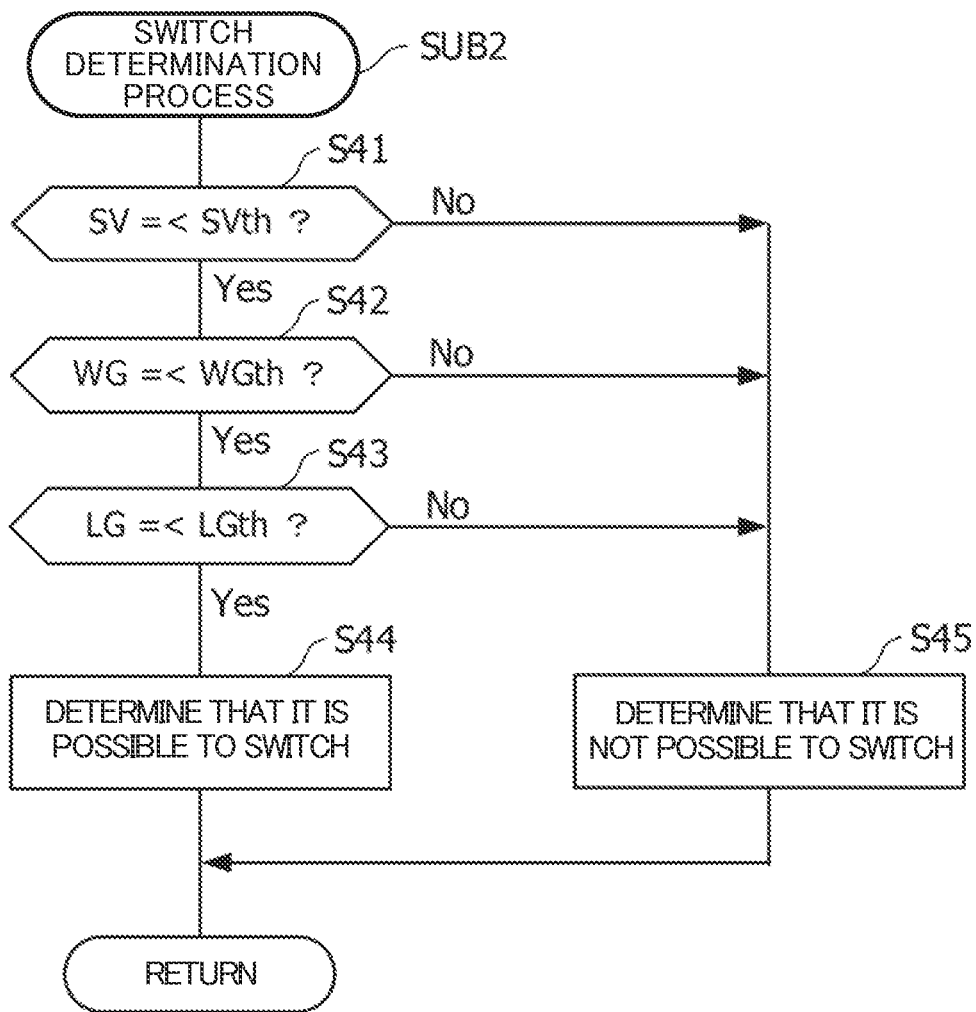 SWITCH
DETERMINATION
PROCESS
SUB2
S41
SV =< SVth ?
No
Yes
S42
WG =< WGth ?
No
Yes
S43
LG =< LGth ?
No
Yes
S44
DETERMINE THAT IT IS
POSSIBLE TO SWITCH
S45
DETERMINE THAT IT IS
NOT POSSIBLE TO SWITCH
RETURN